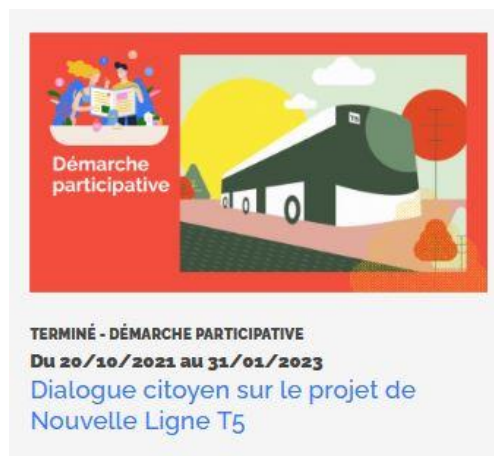 Démarche
participative
T5
TERMINÉ - DÉMARCHE PARTICIPATIVE
Du 20/10/2021 au 31/01/2023
Dialogue citoyen sur le projet de
Nouvelle Ligne T5